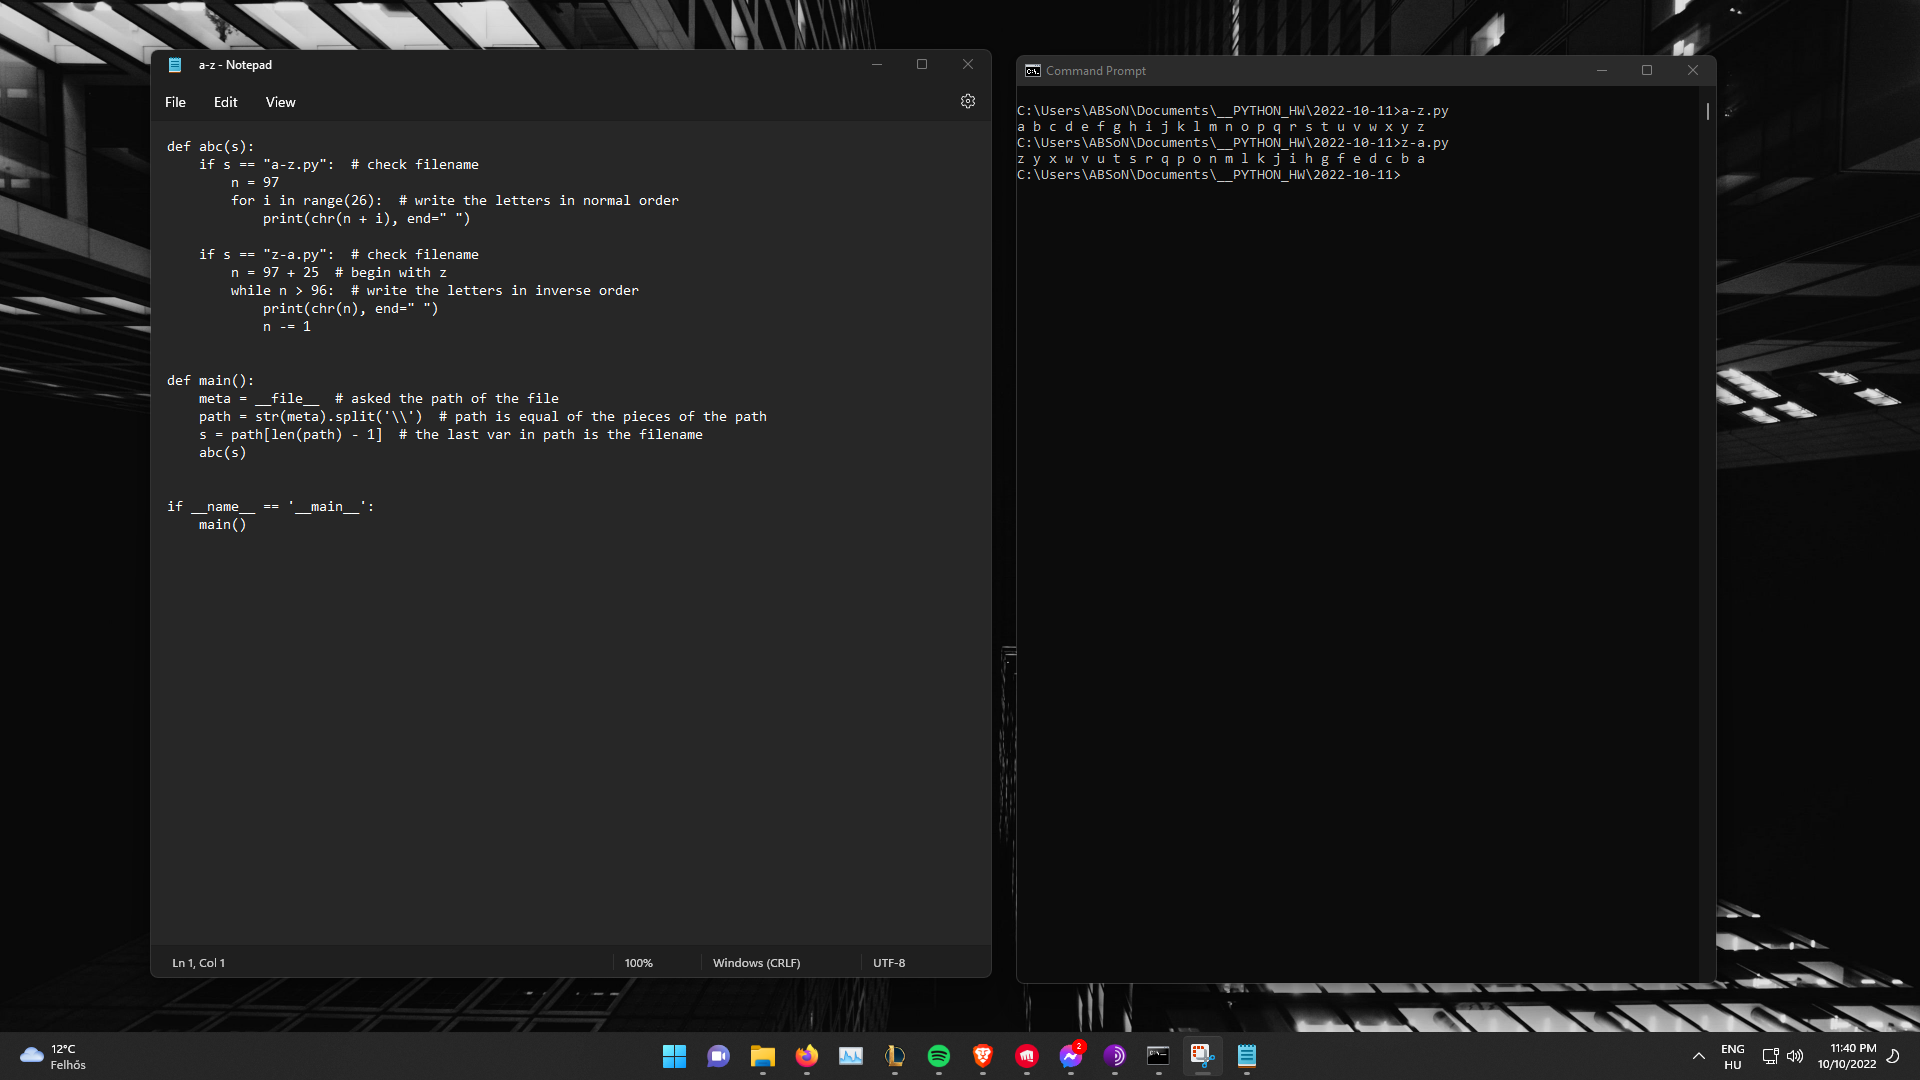 a-z - Notepad
File Edit View
def abc(s):
    if s == "a-z.py":  # check filename
        n = 97
        for i in range(26):  # write the letters in normal order
            print(chr(n + i), end=" ")
    if s == "z-a.py":  # check filename
        n = 97 + 25  # begin with z
        while n > 96:  # write the letters in inverse order
            print(chr(n), end=" ")
            n -= 1
def main():
    meta = __file__  # asked the path of the file
    path = str(meta).split('\\')  # path is equal of the pieces of the path
    s = path[len(path) - 1]  # the last var in path is the filename
    abc(s)
if __name__ == '__main__':
    main()
Ln 1, Col 1
100%
Windows (CRLF)
UTF-8
C:\.
Command Prompt
C:\Users\ABSoN\Documents\__PYTHON_HW\2022-10-11>a-z.py
a b c d e f g h i j k l m n o p q r s t u v w x y z
C:\Users\ABSoN\Documents\__PYTHON_HW\2022-10-11>z-a.py
z y x w v u t s r q p o n m l k j i h g f e d c b a
C:\Users\ABSoN\Documents\__PYTHON_HW\2022-10-11>
12°C
Felhős
2
ENG
HU
11:40 PM
10/10/2022